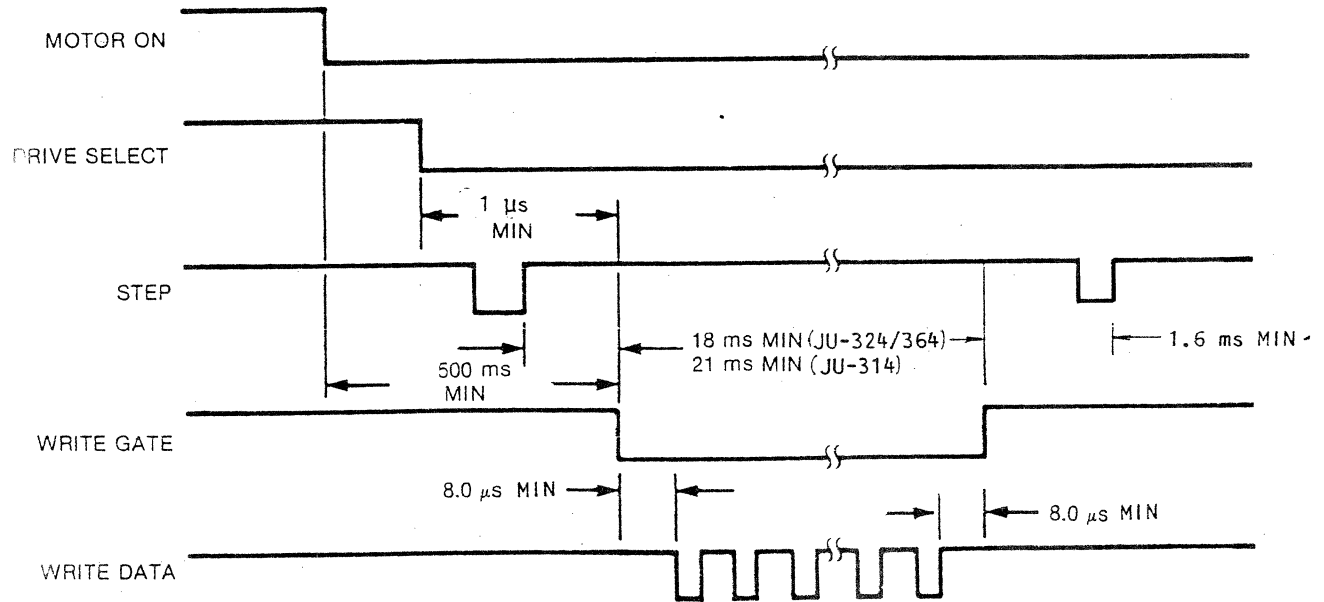 MOTOR ON
DRIVE SELECT
1 µs
MIN
STEP
18 ms MIN (JU-324/364)
21 ms MIN (JU-314)
1.6 ms MIN
500 ms
MIN
WRITE GATE
8.0 µs MIN
8.0 µs MIN
WRITE DATA